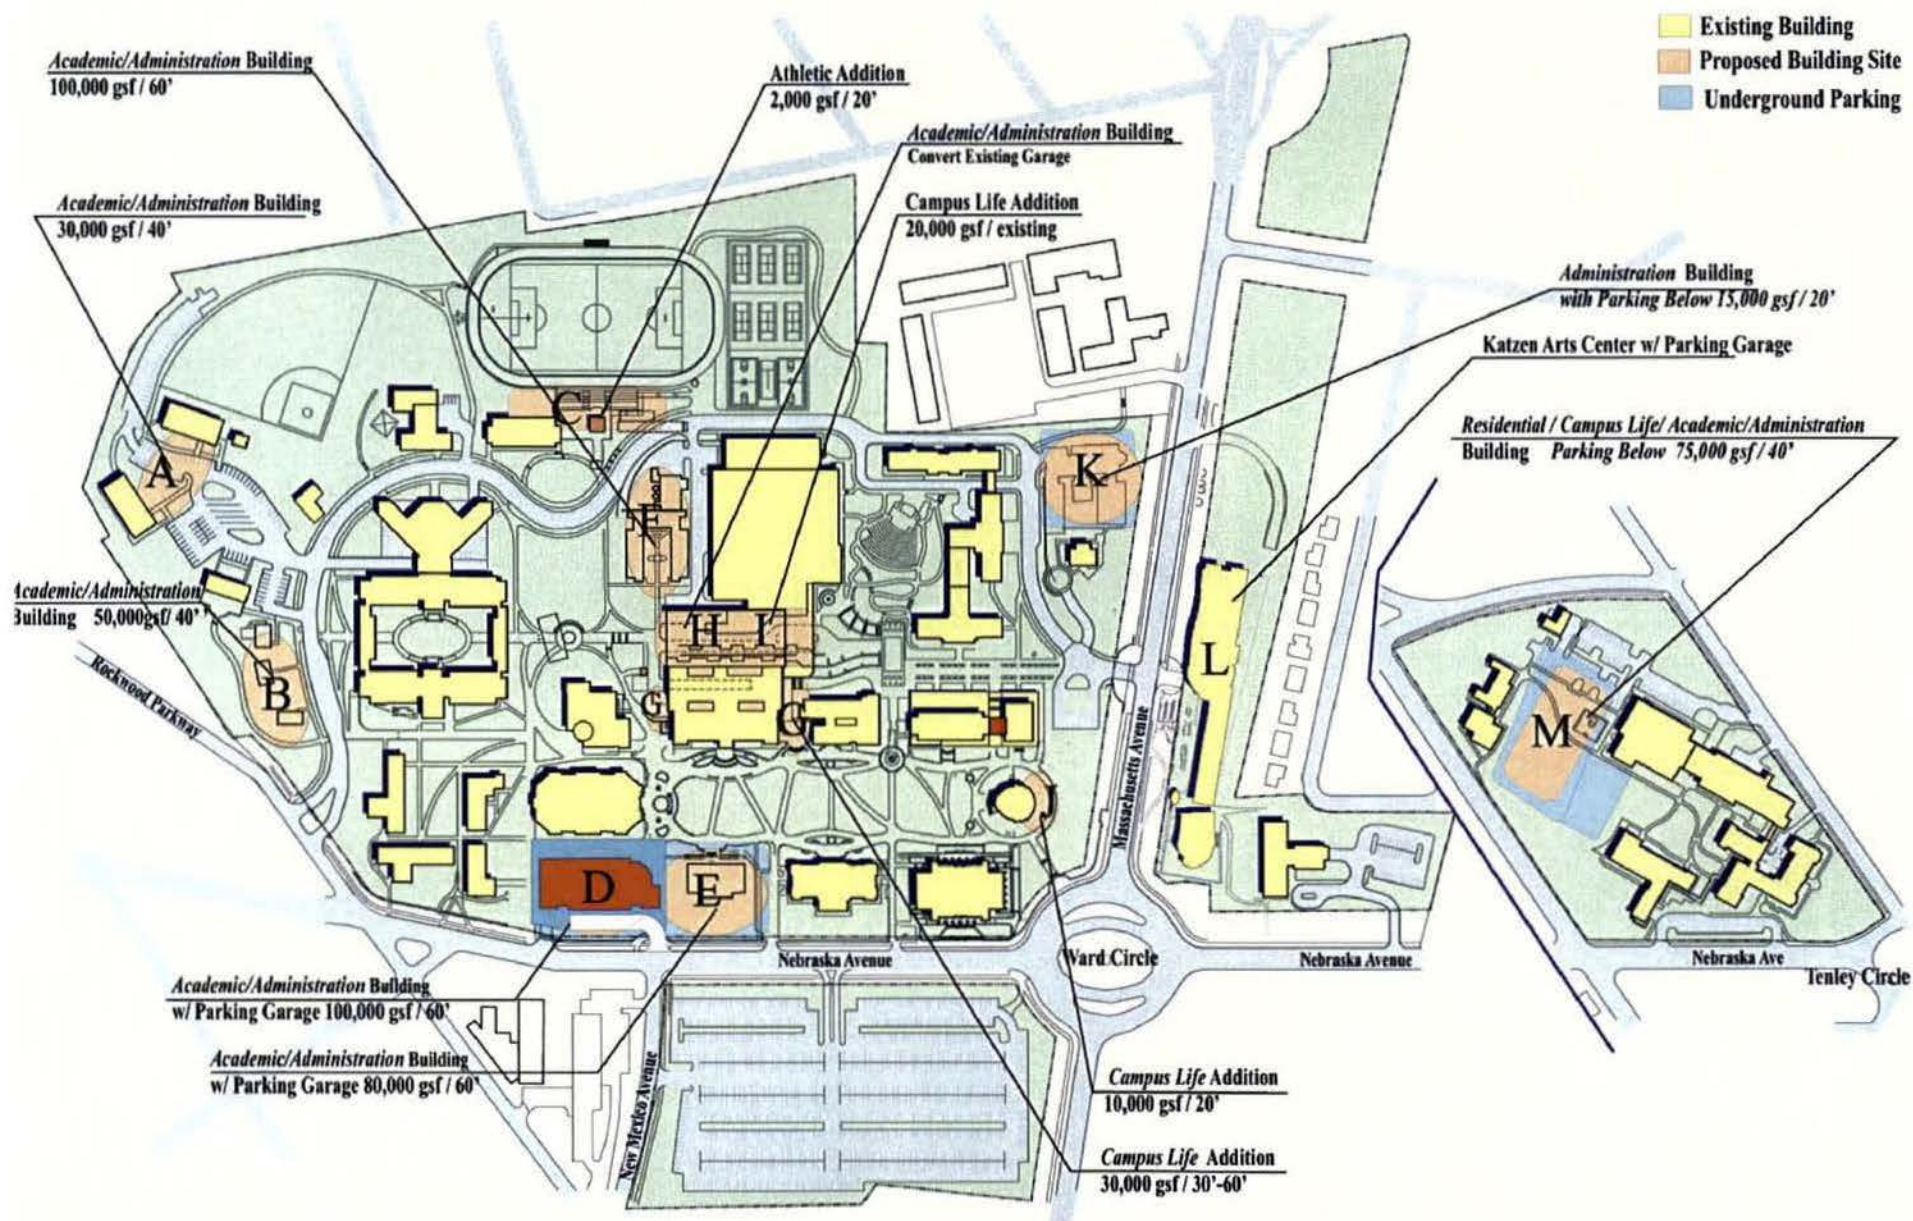 Existing Building
Proposed Building Site
Underground Parking
Academic/Administration Building
100,000 gsf / 60'
Athletic Addition
2,000 gsf / 20'
Academic/Administration Building
Convert Existing Garage
Academic/Administration Building
30,000 gsf / 40'
Campus Life Addition
20,000 gsf / existing
Administration Building
with Parking Below 15,000 gsf / 20'
Katzen Arts Center w/ Parking Garage
Residential / Campus Life/ Academic/Administration
Building Parking Below 75,000 gsf / 40'
C
A
K
F
Academic/Administration
Building 50,000gsf/ 40'
H I
L
Rockwood Parkway
B
G
G
M
Massachusetts Avenue
J
D
E
Nebraska Avenue
Ward Circle
Nebraska Avenue
Nebraska Ave
Tenley Circle
Academic/Administration Building
w/ Parking Garage 100,000 gsf / 60'
Academic/Administration Building
w/ Parking Garage 80,000 gsf / 60'
New Mexico Avenue
Campus Life Addition
10,000 gsf / 20'
Campus Life Addition
30,000 gsf / 30'-60'